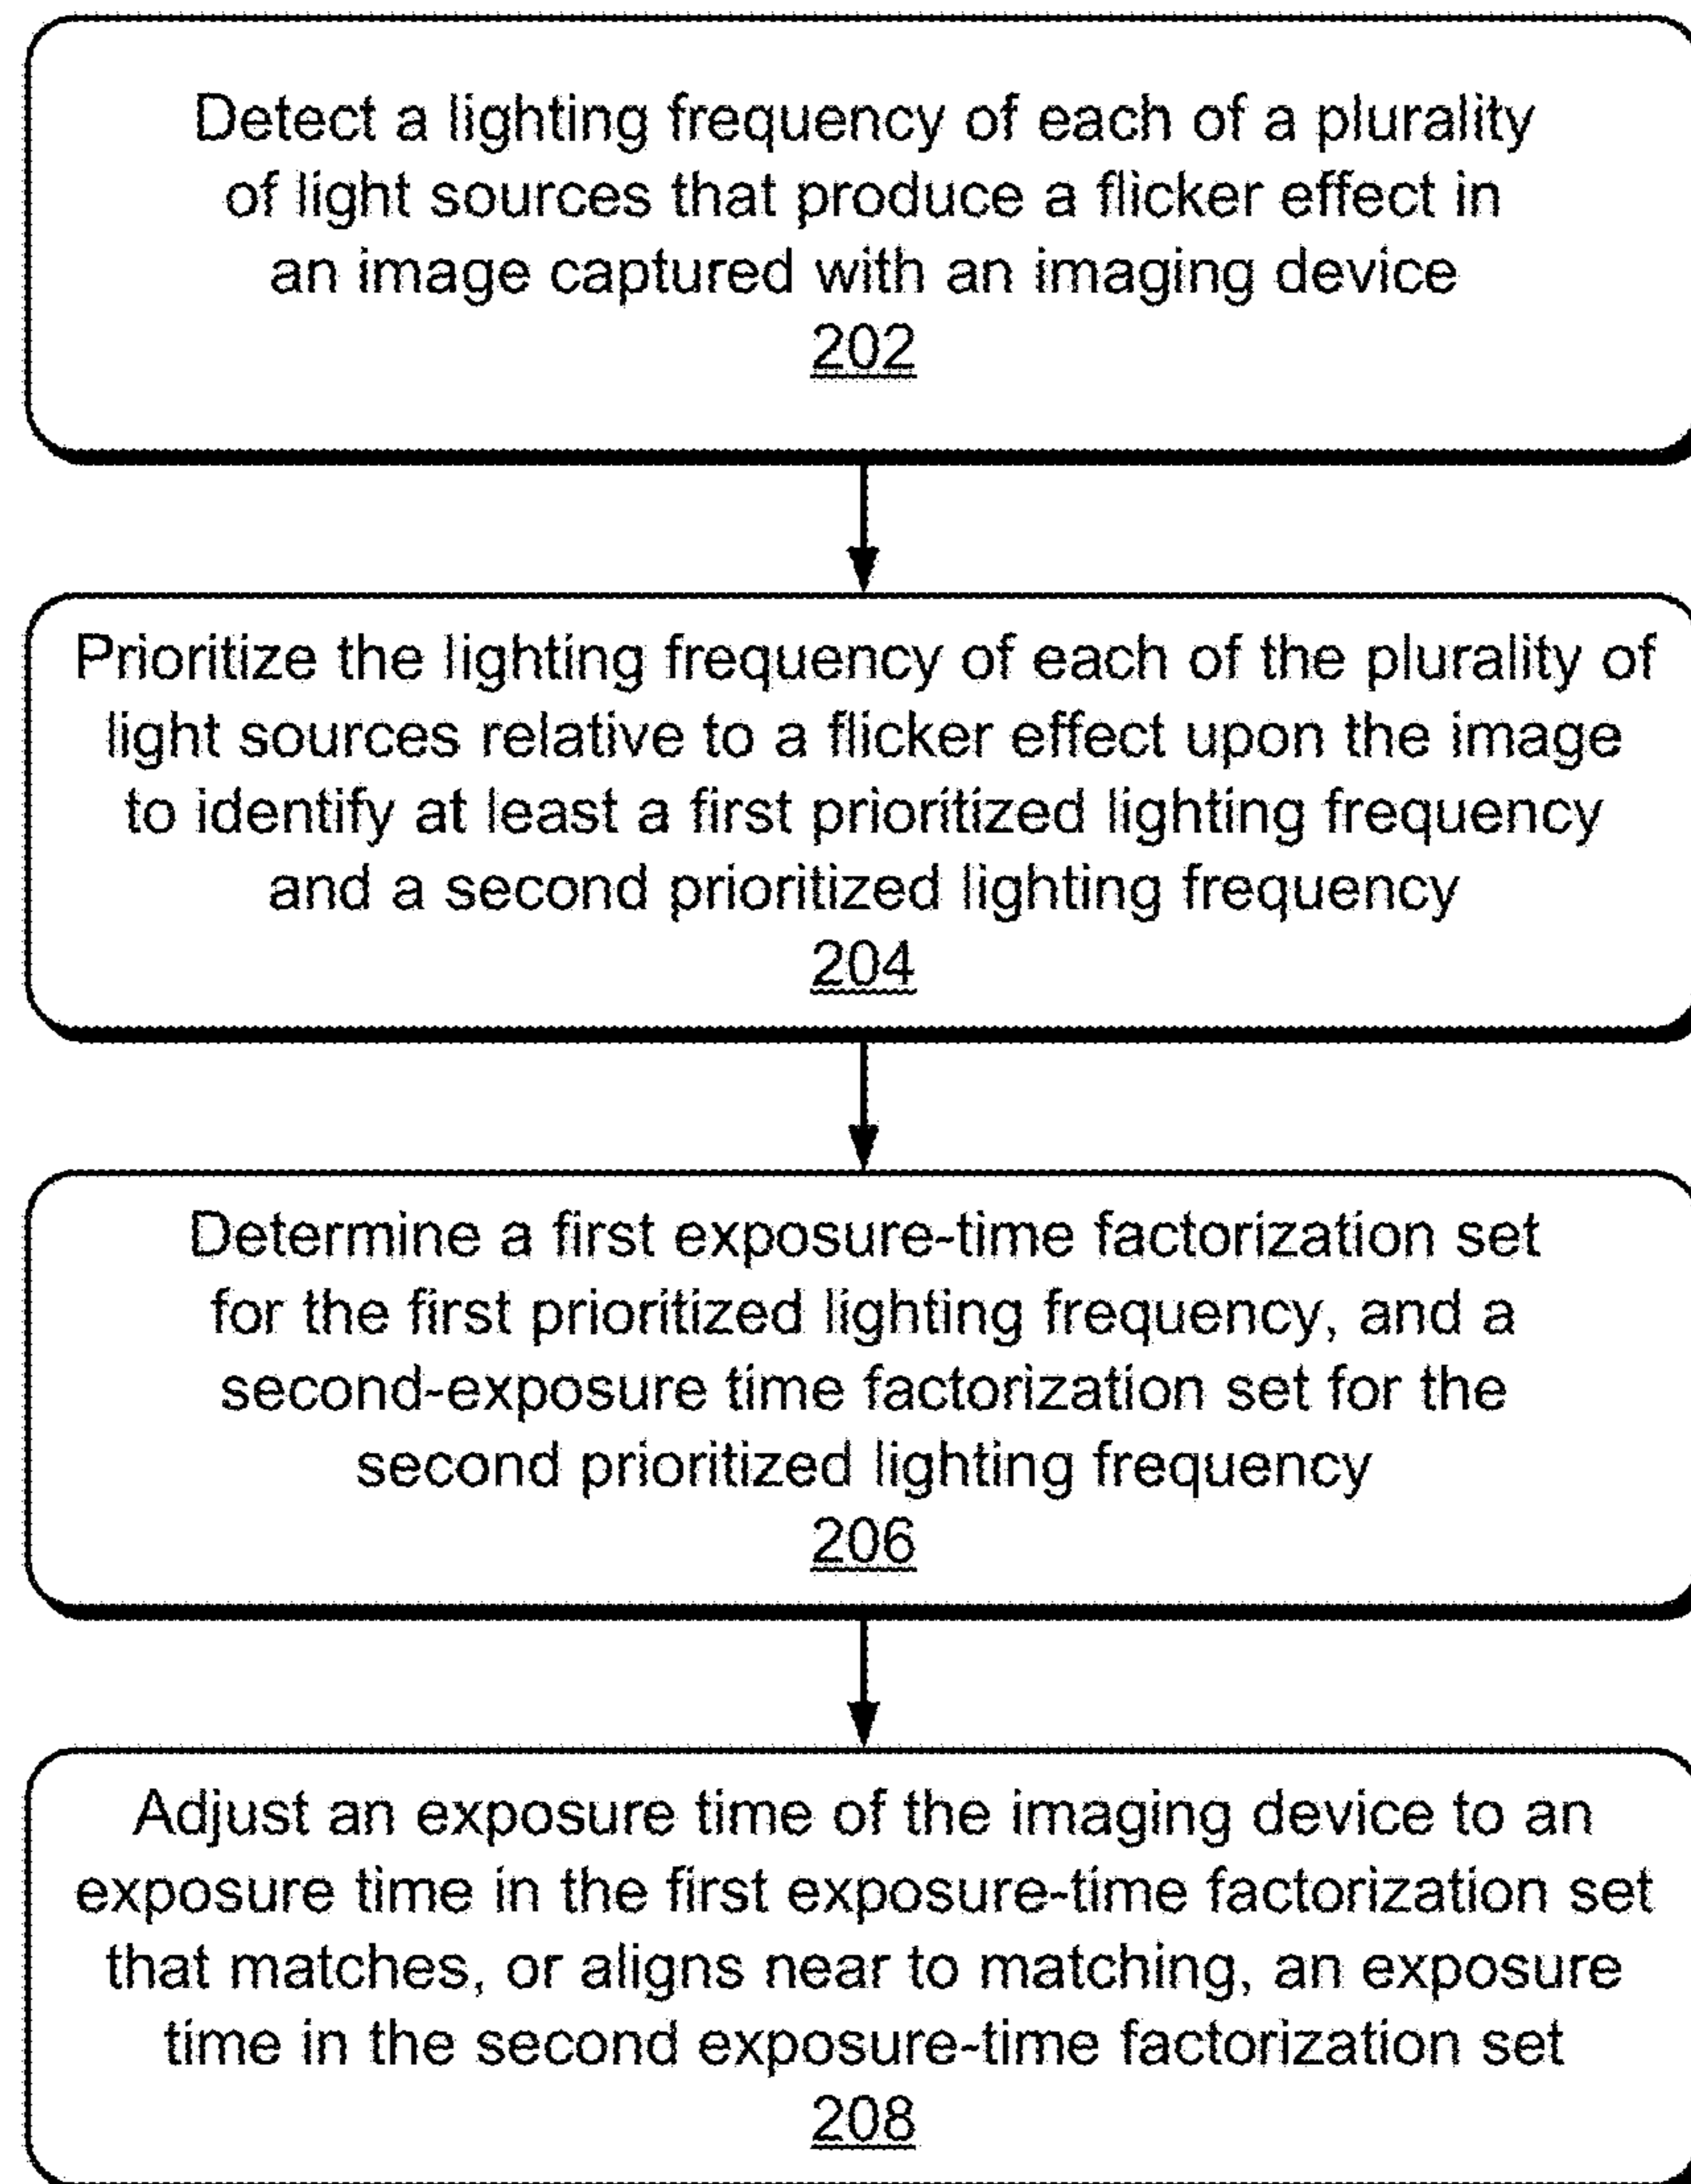 Detect a lighting frequency of each of a plurality
of light sources that produce a flicker effect in
an image captured with an imaging device
202
Prioritize the lighting frequency of each of the plurality of
light sources relative to a flicker effect upon the image
to identify at least a first prioritized lighting frequency
and a second prioritized lighting frequency
204
Determine a first exposure-time factorization set
for the first prioritized lighting frequency, and a
second-exposure time factorization set for the
second prioritized lighting frequency
206
Adjust an exposure time of the imaging device to an
exposure time in the first exposure-time factorization set
that matches, or aligns near to matching, an exposure
time in the second exposure-time factorization set
208